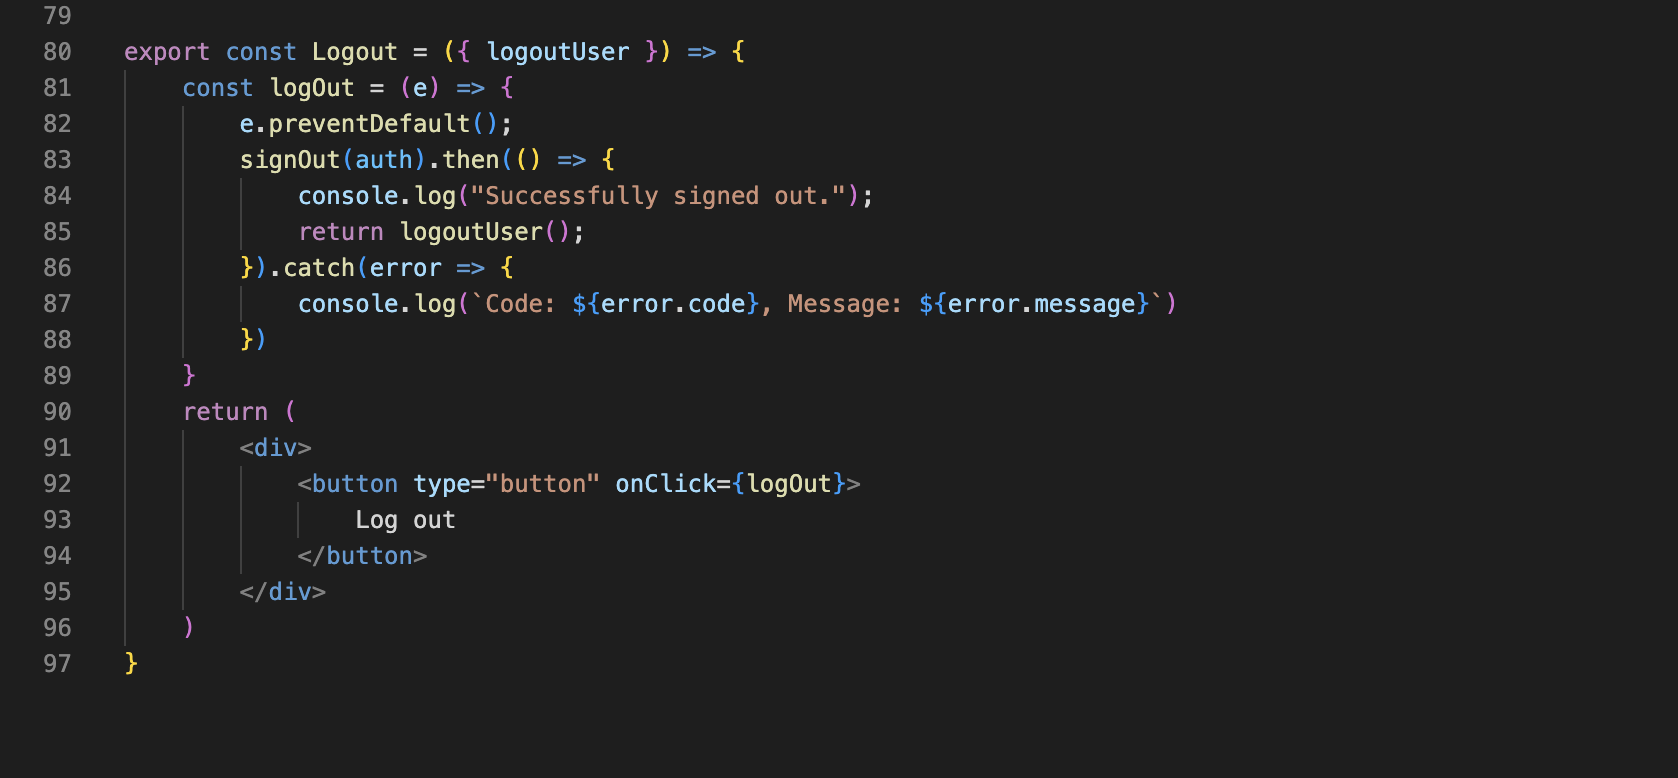 79
80 export const Logout = ({ logoutUser }) => {
81     const logOut = (e) => {
82         e.preventDefault();
83         signOut(auth).then(() => {
84             console.log("Successfully signed out.");
85             return logoutUser();
86         }).catch(error => {
87             console.log(`Code: ${error.code}, Message: ${error.message}`)
88         })
89     }
90     return (
91         <div>
92             <button type="button" onClick={logOut}>
93                 Log out
94             </button>
95         </div>
96     )
97 }